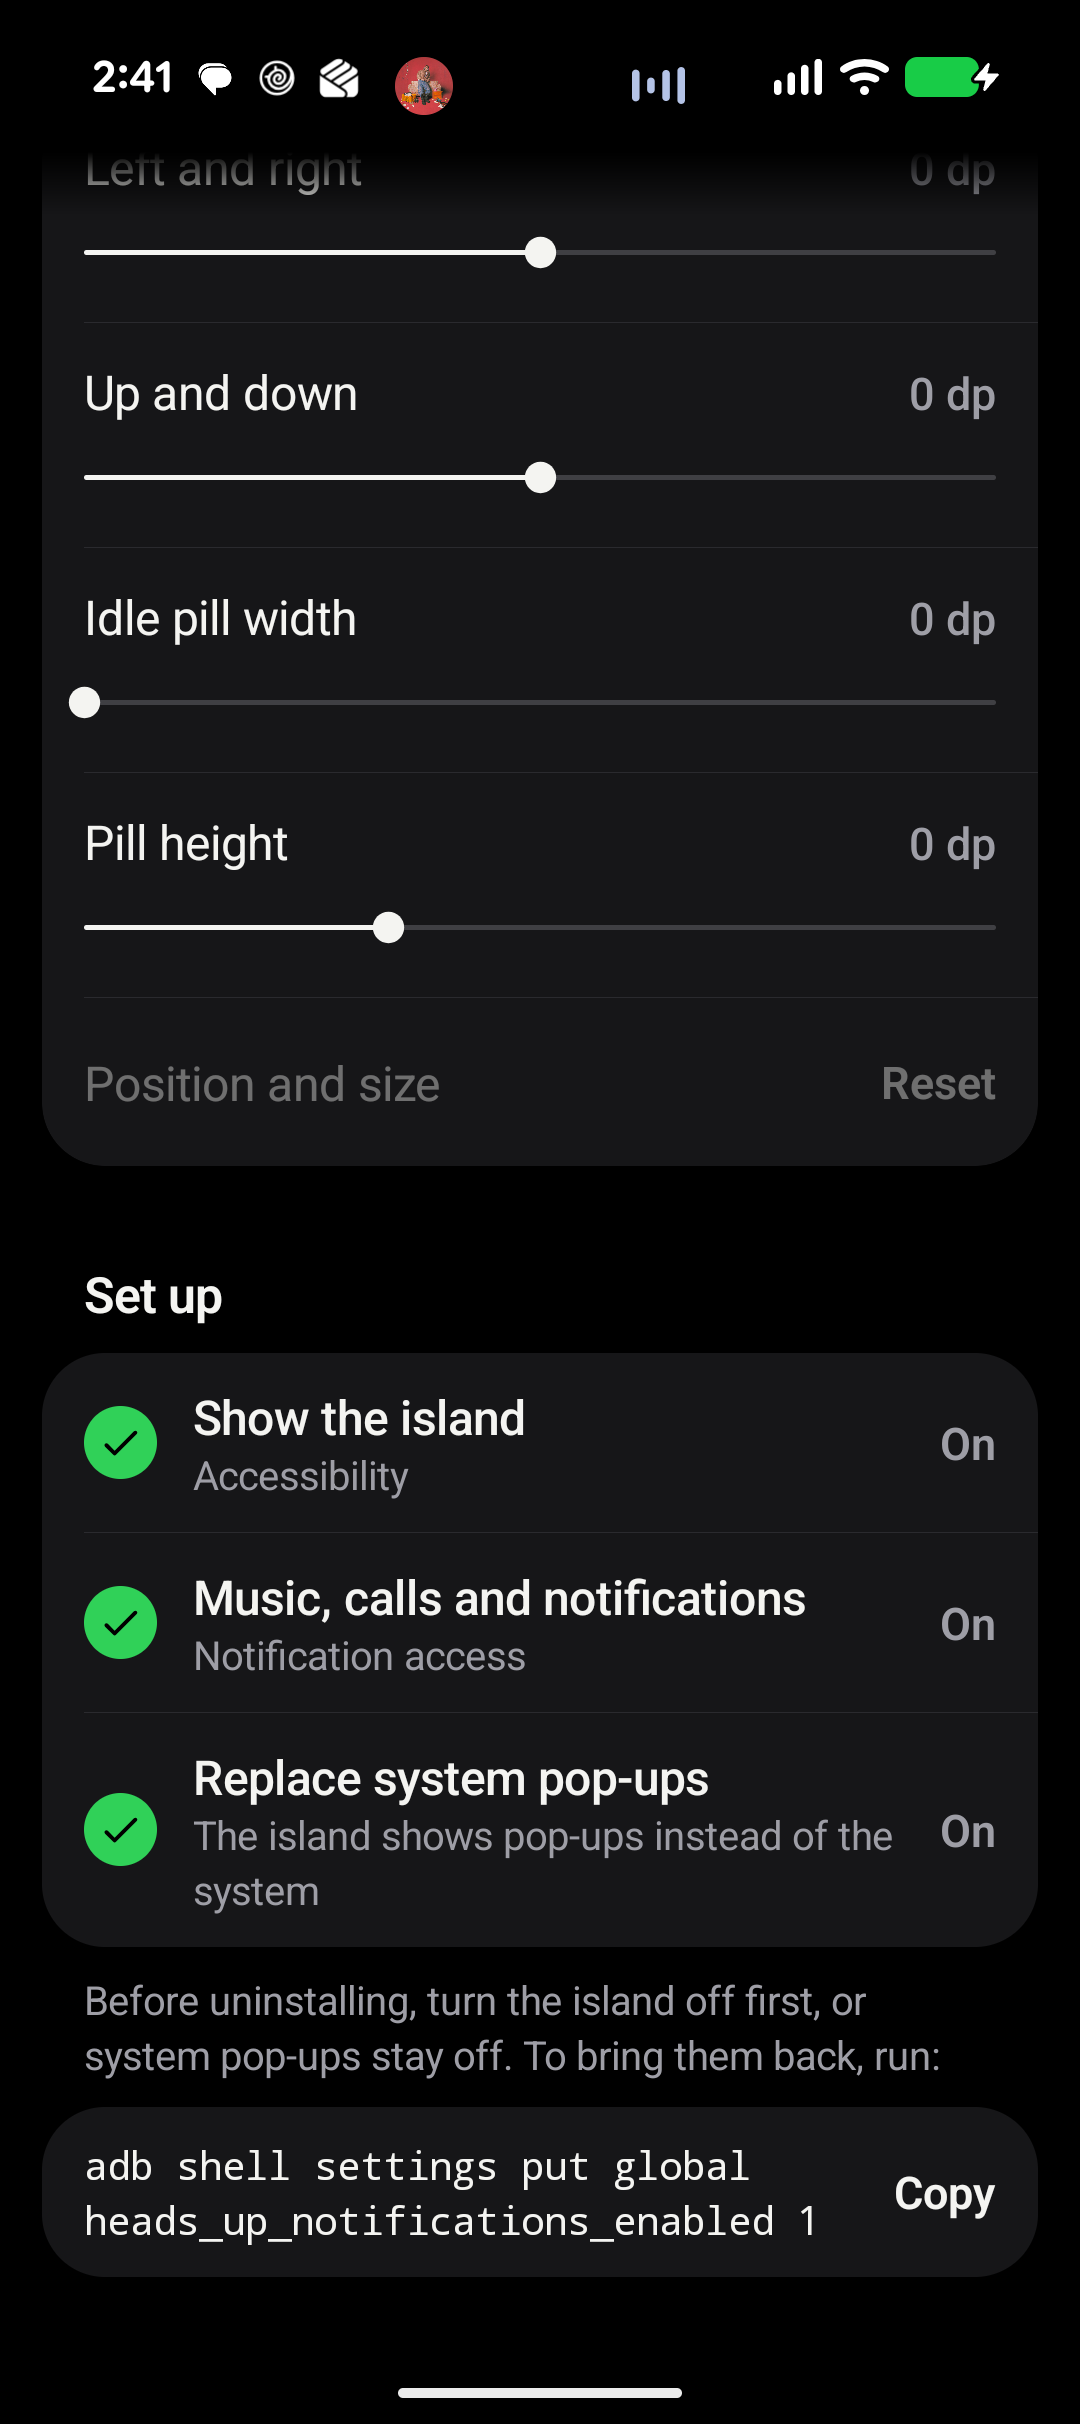 2:41
Left and right
0 dp
Up and down
0 dp
Idle pill width
0 dp
Pill height
0 dp
Position and size
Reset
Set up
Show the island
Accessibility
On
Music, calls and notifications
Notification access
On
Replace system pop-ups
The island shows pop-ups instead of the
system
On
Before uninstalling, turn the island off first, or
system pop-ups stay off. To bring them back, run:
adb shell settings put global
heads_up_notifications_enabled 1
Copy